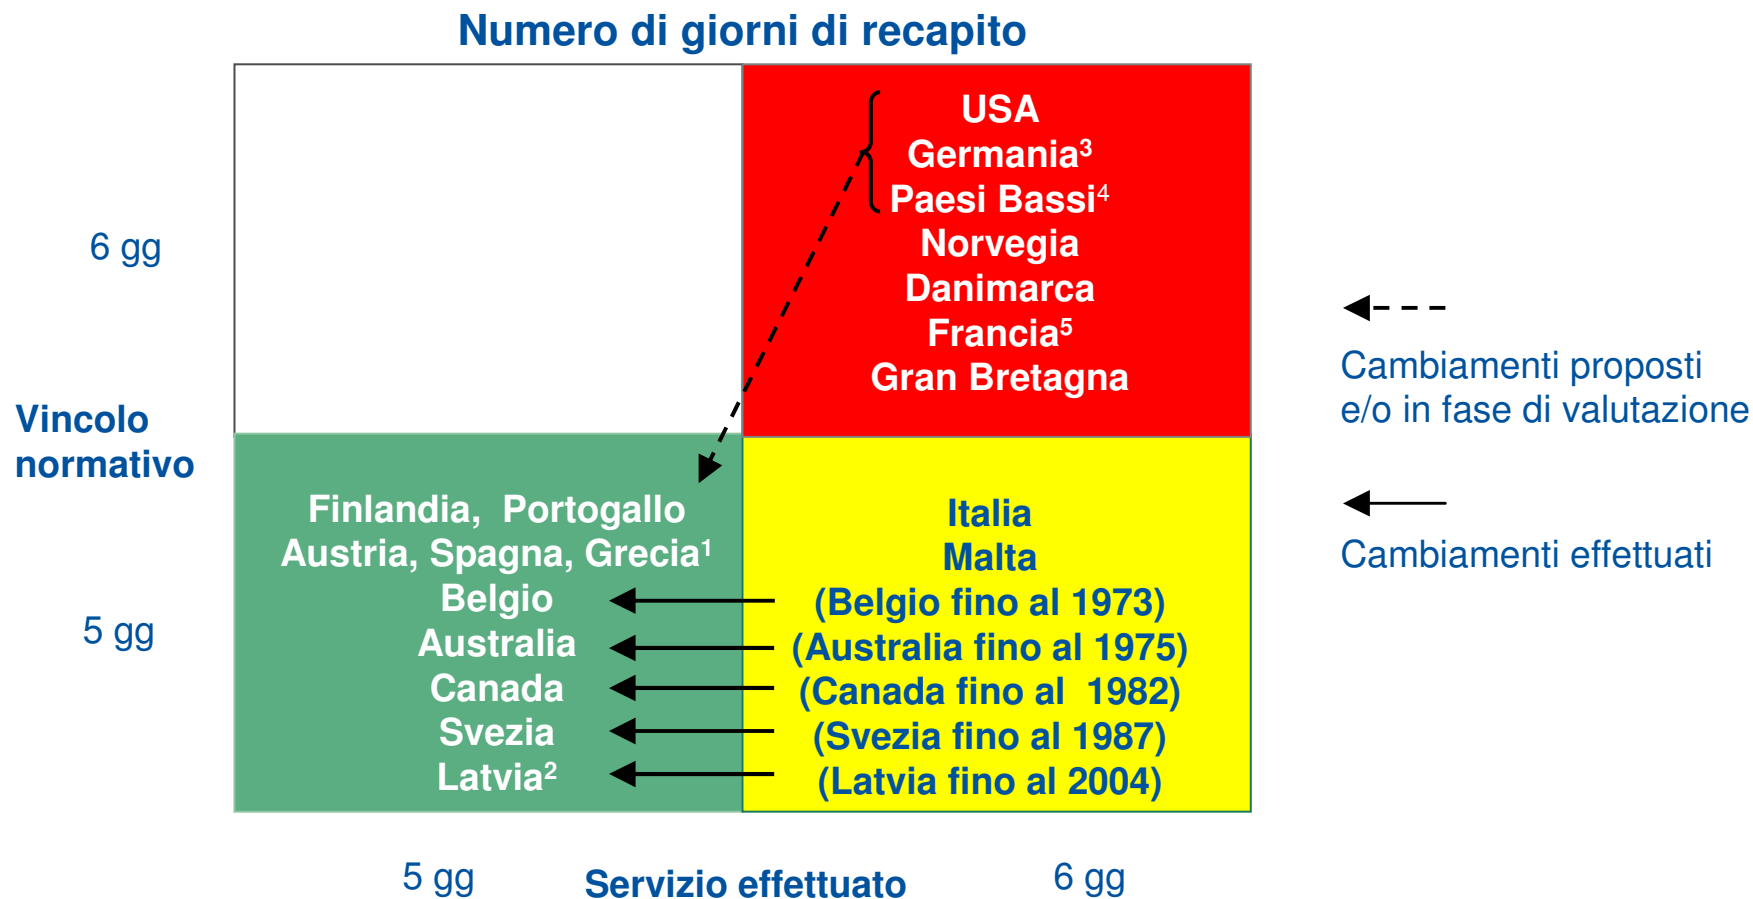 Numero di giorni di recapito
USA
Germania³
Paesi Bassi⁴
Norvegia
Danimarca
Francia⁵
Gran Bretagna
6 gg
Cambiamenti proposti
e/o in fase di valutazione
Cambiamenti effettuati
Vincolo
normativo
5 gg
Finlandia, Portogallo
Austria, Spagna, Grecia¹
Belgio
Australia
Canada
Svezia
Latvia²
Italia
Malta
(Belgio fino al 1973)
(Australia fino al 1975)
(Canada fino al 1982)
(Svezia fino al 1987)
(Latvia fino al 2004)
5 gg
Servizio effettuato
6 gg